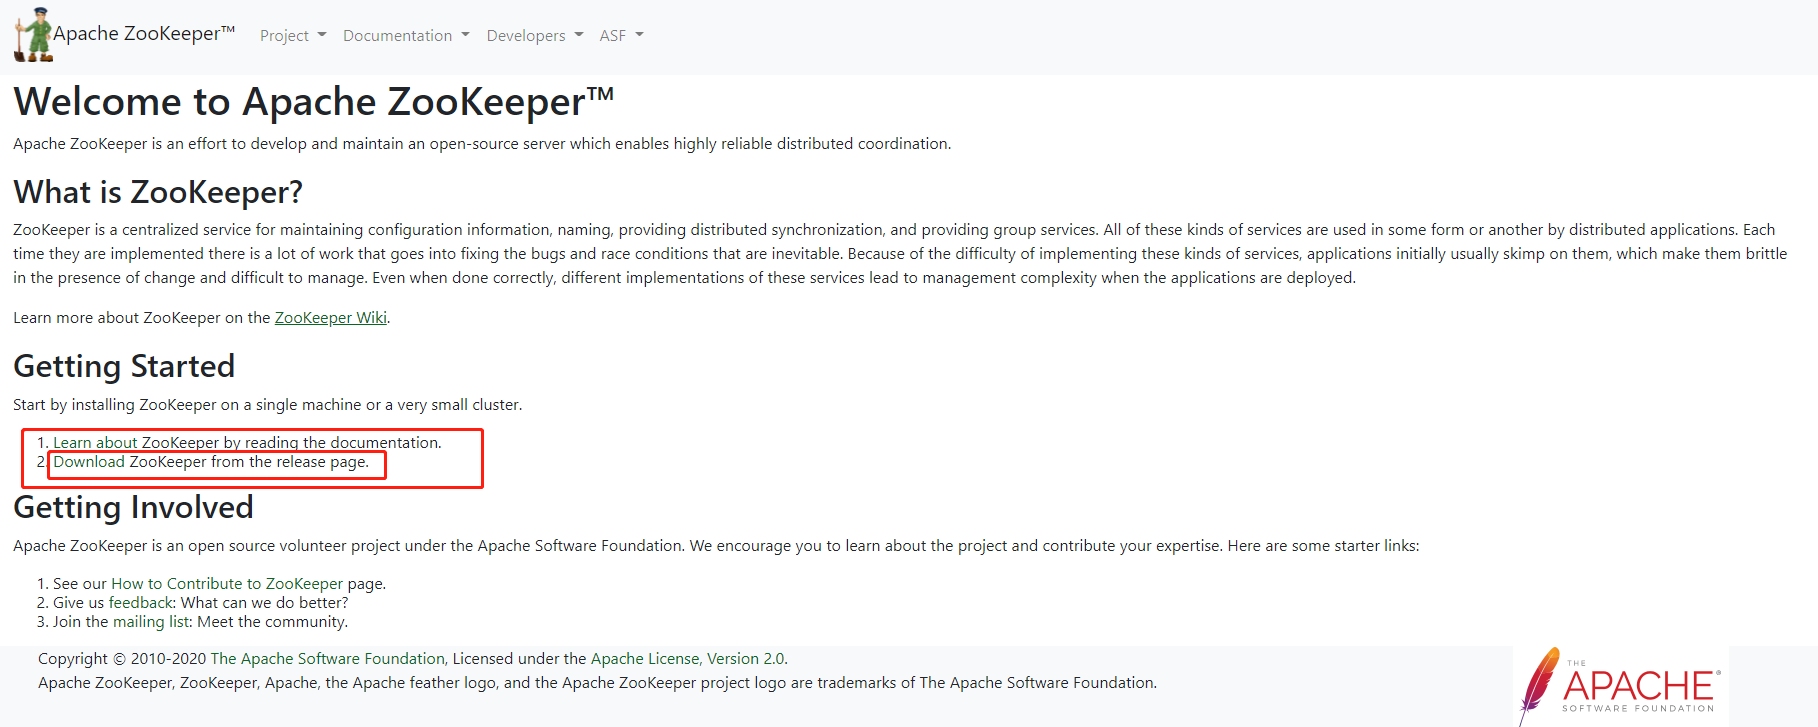 Apache ZooKeeper™ Project Documentation Developers ASF
Welcome to Apache ZooKeeper™
Apache ZooKeeper is an effort to develop and maintain an open-source server which enables highly reliable distributed coordination.
What is ZooKeeper?
ZooKeeper is a centralized service for maintaining configuration information, naming, providing distributed synchronization, and providing group services. All of these kinds of services are used in some form or another by distributed applications. Each
time they are implemented there is a lot of work that goes into fixing the bugs and race conditions that are inevitable. Because of the difficulty of implementing these kinds of services, applications initially usually skimp on them, which make them brittle
in the presence of change and difficult to manage. Even when done correctly, different implementations of these services lead to management complexity when the applications are deployed.
Learn more about ZooKeeper on the ZooKeeper Wiki.
Getting Started
Start by installing ZooKeeper on a single machine or a very small cluster.
1. Learn about ZooKeeper by reading the documentation.
2. Download ZooKeeper from the release page.
Getting Involved
Apache ZooKeeper is an open source volunteer project under the Apache Software Foundation. We encourage you to learn about the project and contribute your expertise. Here are some starter links:
1. See our How to Contribute to ZooKeeper page.
2. Give us feedback: What can we do better?
3. Join the mailing list: Meet the community.
Copyright © 2010-2020 The Apache Software Foundation, Licensed under the Apache License, Version 2.0.
Apache ZooKeeper, ZooKeeper, Apache, the Apache feather logo, and the Apache ZooKeeper project logo are trademarks of The Apache Software Foundation.
THE
APACHE®
SOFTWARE FOUNDATION